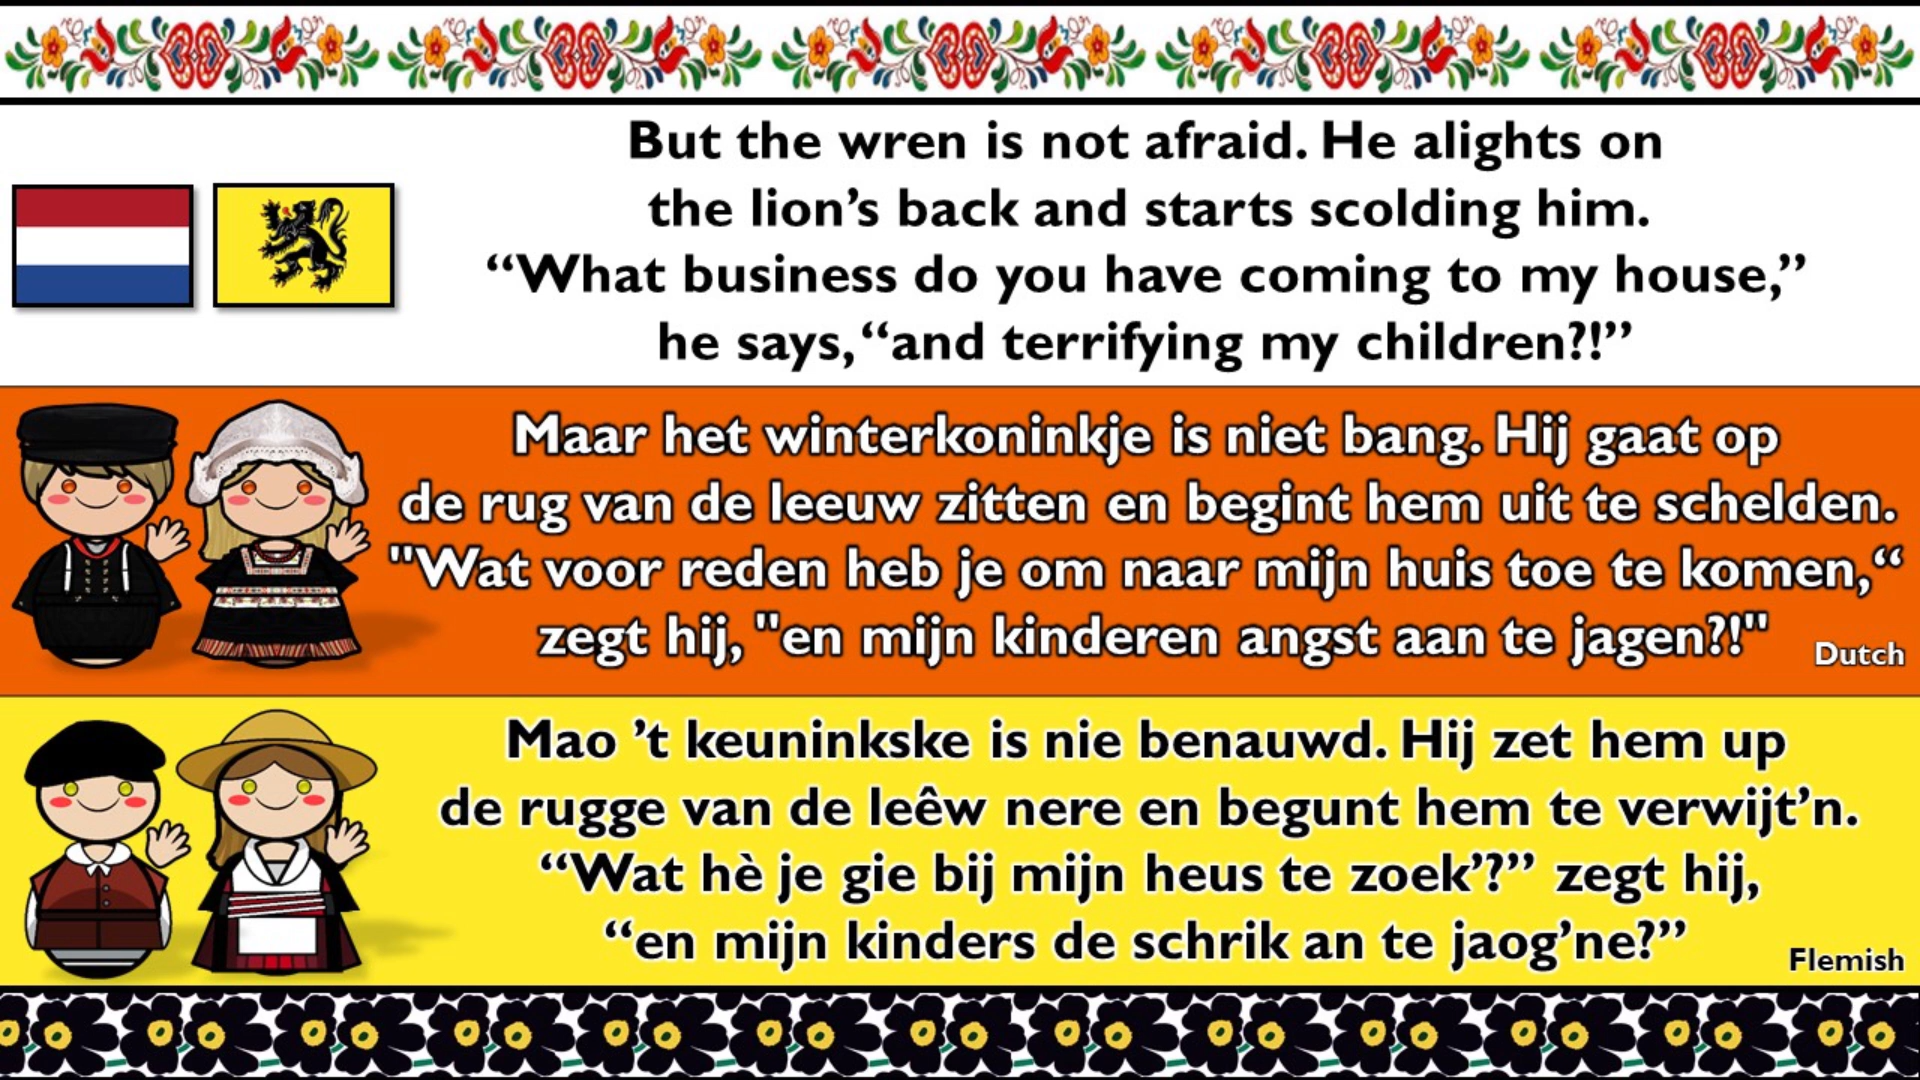 But the wren is not afraid. He alights on
the lion’s back and starts scolding him.
“What business do you have coming to my house,”
he says, “and terrifying my children?!”
Maar het winterkoninkje is niet bang. Hij gaat op
de rug van de leeuw zitten en begint hem uit te schelden.
"Wat voor reden heb je om naar mijn huis toe te komen,“
zegt hij, "en mijn kinderen angst aan te jagen?!"
Dutch
Mao ’t keuninkske is nie benauwd. Hij zet hem up
de rugge van de leêw nere en begunt hem te verwijt’n.
“Wat hè je gie bij mijn heus te zoek’?” zegt hij,
“en mijn kinders de schrik an te jaog’ne?”
Flemish